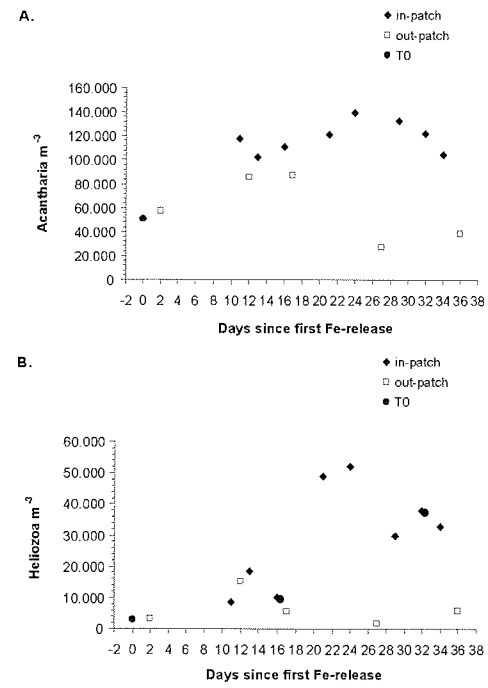 A.
in-patch
out-patch
T0
160.000
140.000
120.000
100.000
80.000
60.000
40.000
20.000
0
Acantharia m⁻³
-2 0 2 4 6 8 10 12 14 16 18 20 22 24 26 28 30 32 34 36 38
Days since first Fe-release
B.
in-patch
out-patch
T0
60.000
50.000
40.000
30.000
20.000
10.000
0
Heliozoa m⁻³
-2 0 2 4 6 8 10 12 14 16 18 20 22 24 26 28 30 32 34 36 38
Days since first Fe-release